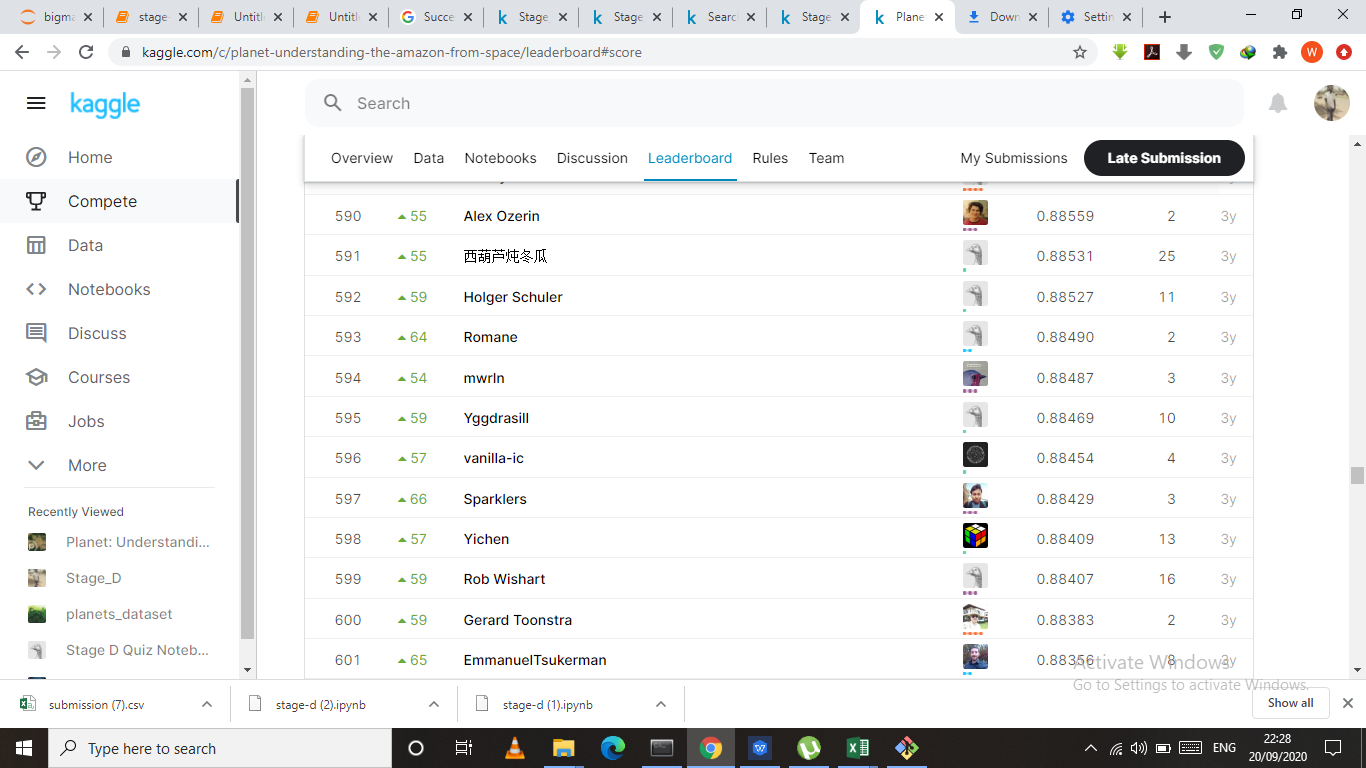 bigma
stage-
Untitle
Untitle
Succe
Stage
Stage
Search
Stage
Plane
Down
Settin
kaggle.com/c/planet-understanding-the-amazon-from-space/leaderboard#score
W
kaggle
Search
Home
Compete
Data
Notebooks
Discuss
Courses
Jobs
More
Recently Viewed
Planet: Understandi...
Stage_D
planets_dataset
Stage D Quiz Noteb...
Overview Data Notebooks Discussion Leaderboard Rules Team My Submissions Late Submission
590 55 Alex Ozerin 0.88559 2 3y
591 55 西葫芦炖冬瓜 0.88531 25 3y
592 59 Holger Schuler 0.88527 11 3y
593 64 Romane 0.88490 2 3y
594 54 mwrln 0.88487 3 3y
595 59 Yggdrasill 0.88469 10 3y
596 57 vanilla-ic 0.88454 4 3y
597 66 Sparklers 0.88429 3 3y
598 57 Yichen 0.88409 13 3y
599 59 Rob Wishart 0.88407 16 3y
600 59 Gerard Toonstra 0.88383 2 3y
601 65 EmmanuelTsukerman 0.88356 8 2y
Activate Windows
Go to Settings to activate Windows.
submission (7).csv
stage-d (2).ipynb
stage-d (1).ipynb
Show all
Type here to search
ENG
22:28
20/09/2020